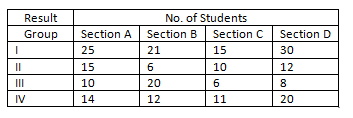 Result No. of Students
Group Section A Section B Section C Section D
I 25 21 15 30
II 15 6 10 12
III 10 20 6 8
IV 14 12 11 20